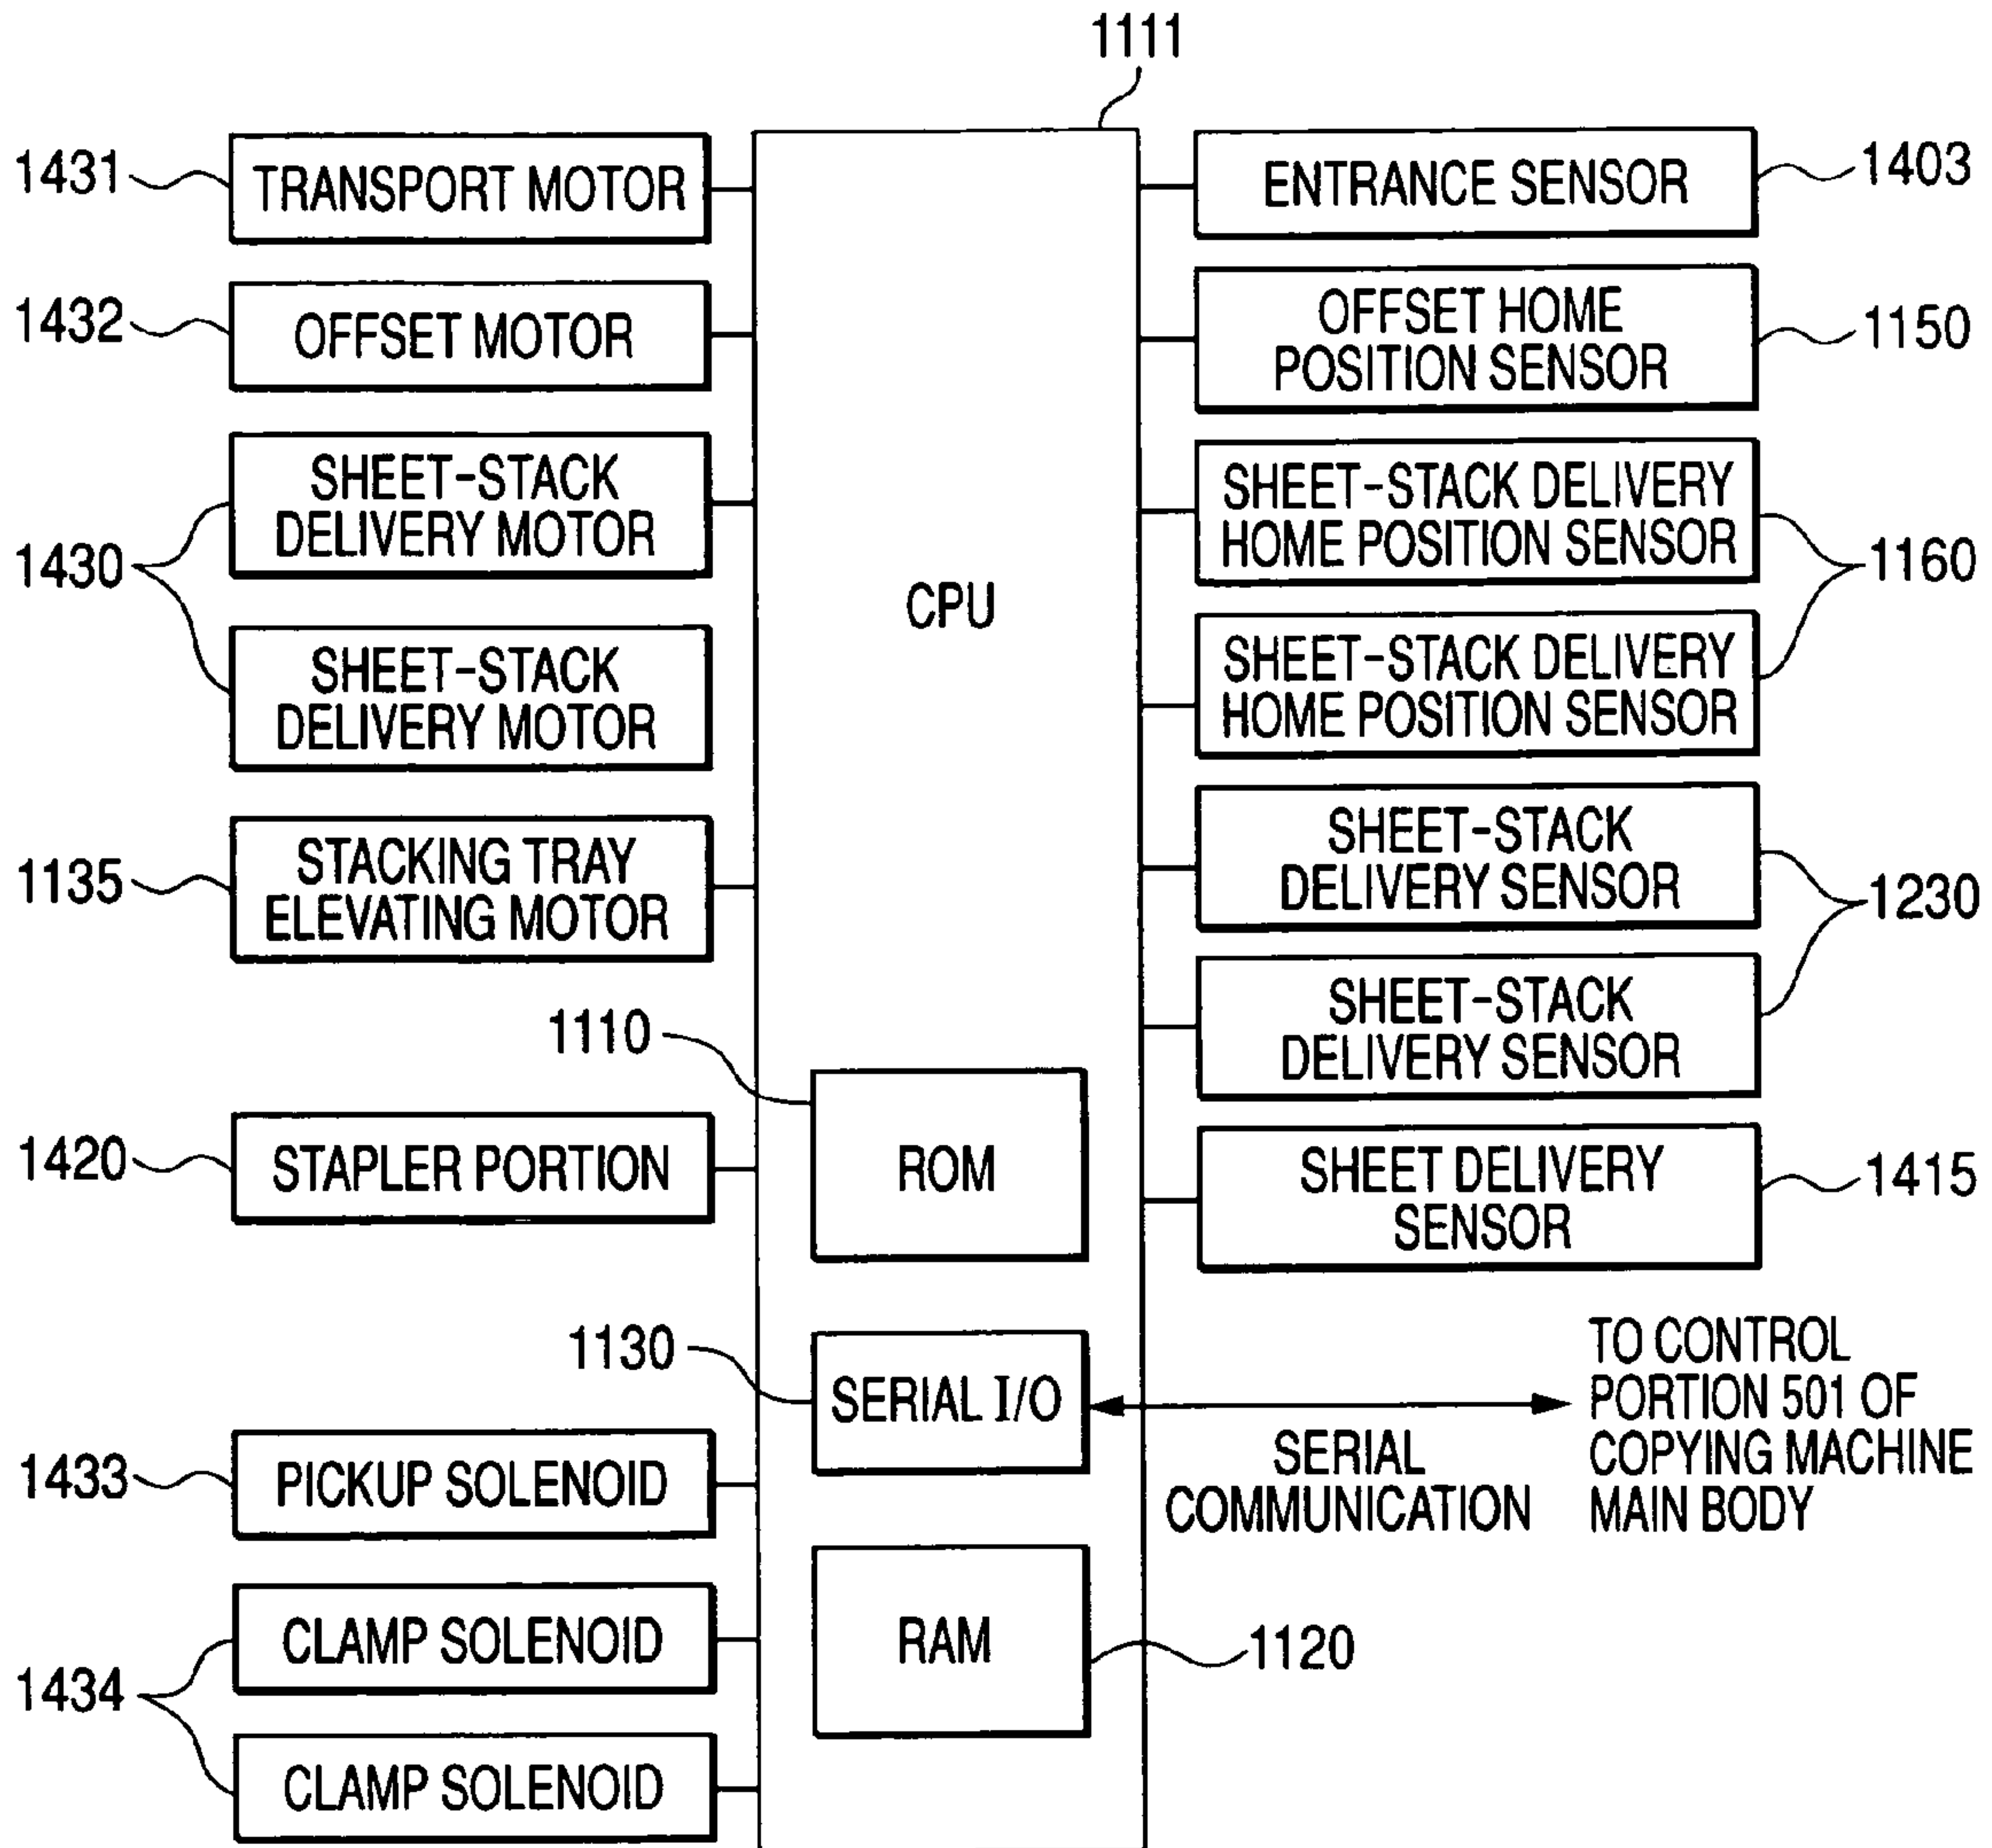 1111
1431
TRANSPORT MOTOR
1432
OFFSET MOTOR
1430
SHEET-STACK
DELIVERY MOTOR
SHEET-STACK
DELIVERY MOTOR
1135
STACKING TRAY
ELEVATING MOTOR
1420
STAPLER PORTION
1433
PICKUP SOLENOID
1434
CLAMP SOLENOID
CLAMP SOLENOID
CPU
1110
ROM
1130
SERIAL I/O
RAM
1120
ENTRANCE SENSOR
1403
OFFSET HOME
POSITION SENSOR
1150
SHEET-STACK DELIVERY
HOME POSITION SENSOR
SHEET-STACK DELIVERY
HOME POSITION SENSOR
1160
SHEET-STACK
DELIVERY SENSOR
SHEET-STACK
DELIVERY SENSOR
1230
SHEET DELIVERY
SENSOR
1415
SERIAL
COMMUNICATION
TO CONTROL
PORTION 501 OF
COPYING MACHINE
MAIN BODY